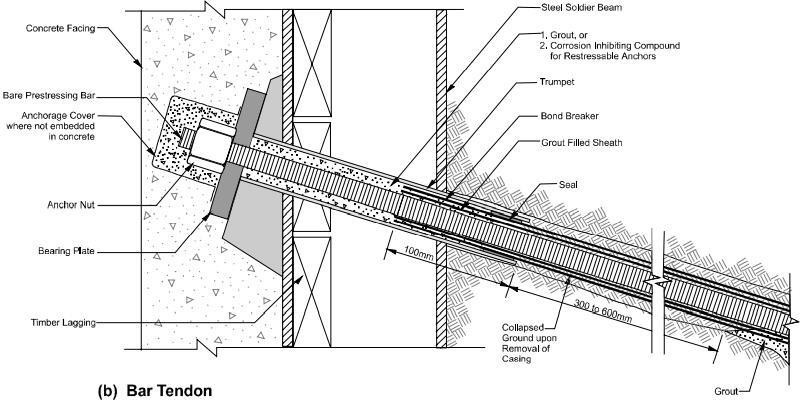 Concrete Facing
Bare Prestressing Bar
Anchorage Cover
where not embedded
in concrete
Anchor Nut
Bearing Plate
Timber Lagging
Steel Soldier Beam
1. Grout, or
2. Corrosion Inhibiting Compound
for Restressable Anchors
Trumpet
Bond Breaker
Grout Filled Sheath
Seal
100mm
300 to 600mm
Collapsed
Ground upon
Removal of
Casing
Grout
(b) Bar Tendon